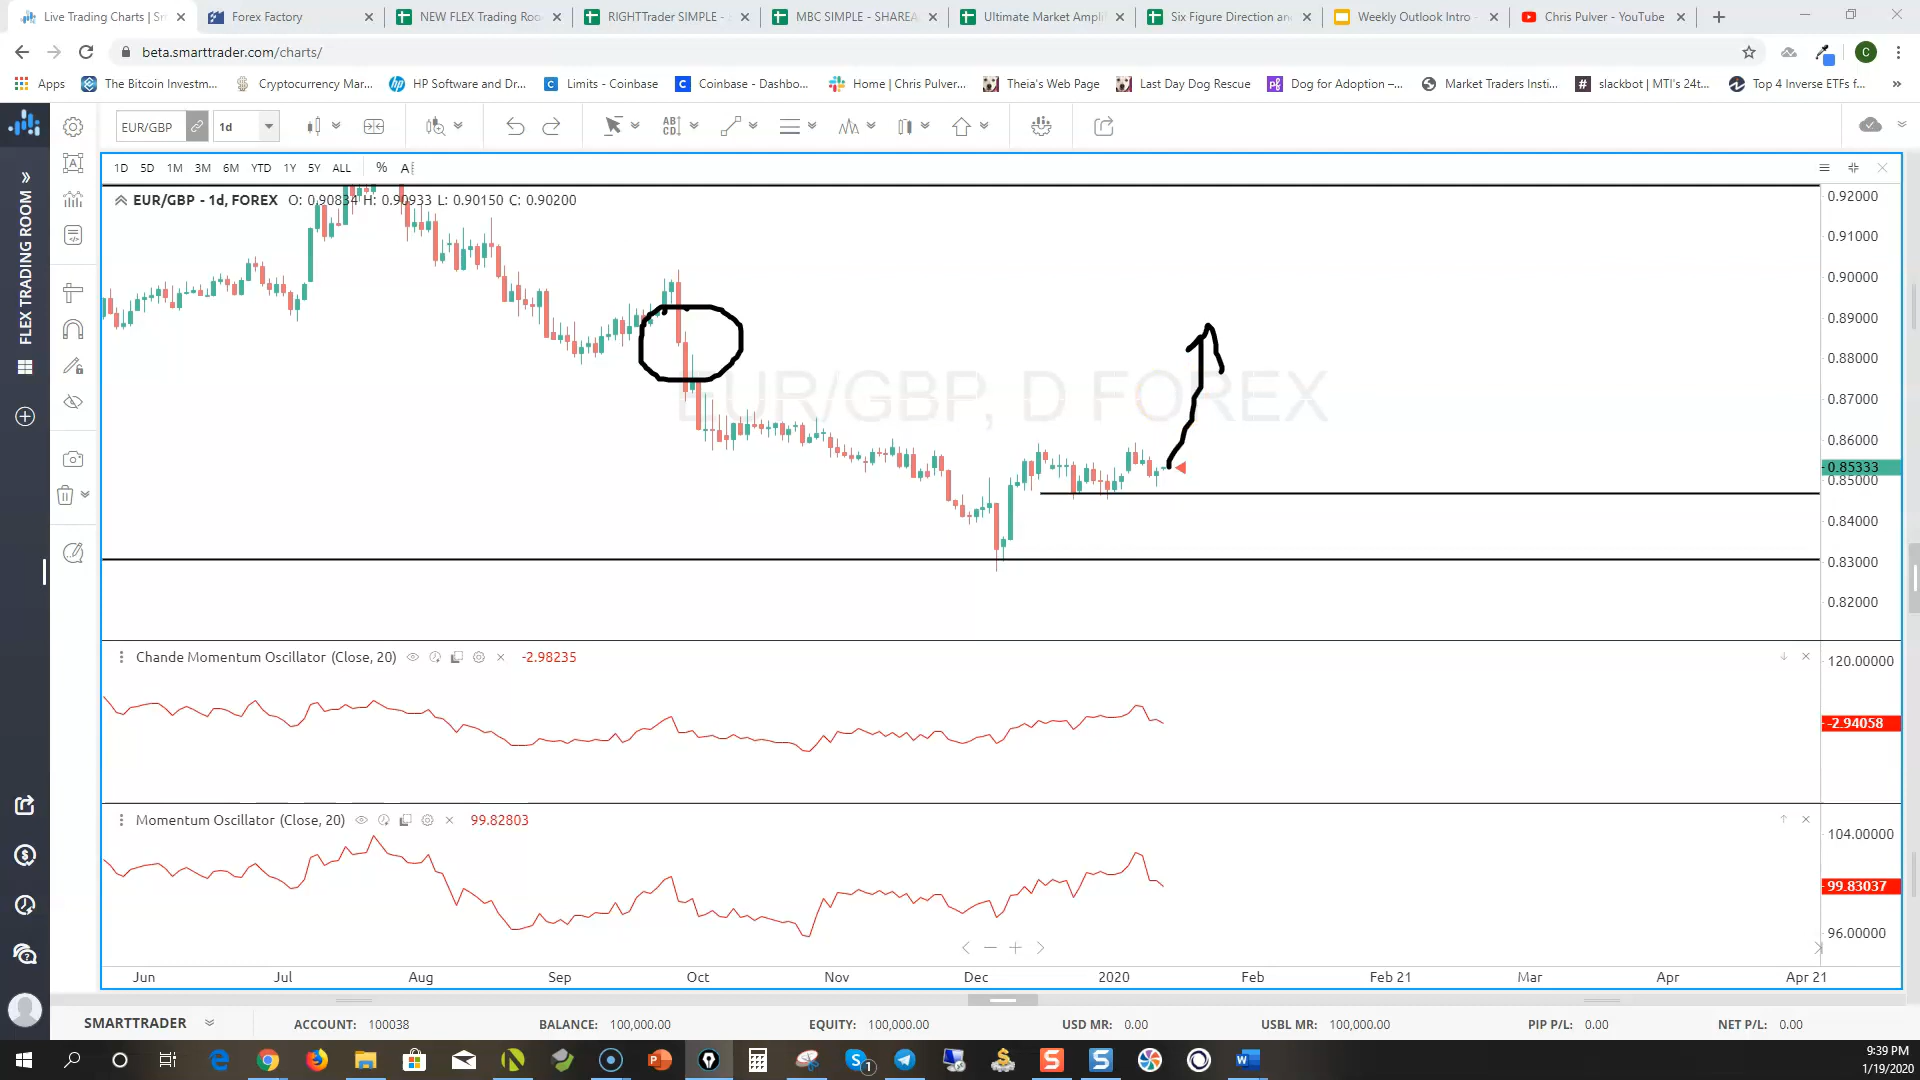 Live Trading Charts | Sm
Forex Factory
NEW FLEX Trading Roo
RIGHTTrader SIMPLE -
MBC SIMPLE - SHAREA
Ultimate Market Ampli
Six Figure Direction an
Weekly Outlook Intro -
Chris Pulver - YouTube
beta.smarttrader.com/charts/
C
Apps
The Bitcoin Investm...
Cryptocurrency Mar...
HP Software and Dr...
Limits - Coinbase
Coinbase - Dashbo...
Home | Chris Pulver...
Theia's Web Page
Last Day Dog Rescue
Dog for Adoption –...
Market Traders Insti...
slackbot | MTI's 24t...
Top 4 Inverse ETFs f...
EUR/GBP
1d
AB
CD
1D 5D 1M 3M 6M YTD 1Y 5Y ALL % A
EUR/GBP - 1d, FOREX O: 0.90834 H: 0.90933 L: 0.90150 C: 0.90200
FLEX TRADING ROOM
EUR/GBP, D FOREX
0.92000
0.91000
0.90000
0.89000
0.88000
0.87000
0.86000
0.85333
0.85000
0.84000
0.83000
0.82000
Chande Momentum Oscillator (Close, 20) -2.98235
120.00000
-2.94058
Momentum Oscillator (Close, 20) 99.82803
104.00000
99.83037
96.00000
Jun Jul Aug Sep Oct Nov Dec 2020 Feb Feb 21 Mar Apr Apr 21
SMARTTRADER ACCOUNT: 100038 BALANCE: 100,000.00 EQUITY: 100,000.00 USD MR: 0.00 USBL MR: 100,000.00 PIP P/L: 0.00 NET P/L: 0.00
9:39 PM
1/19/2020